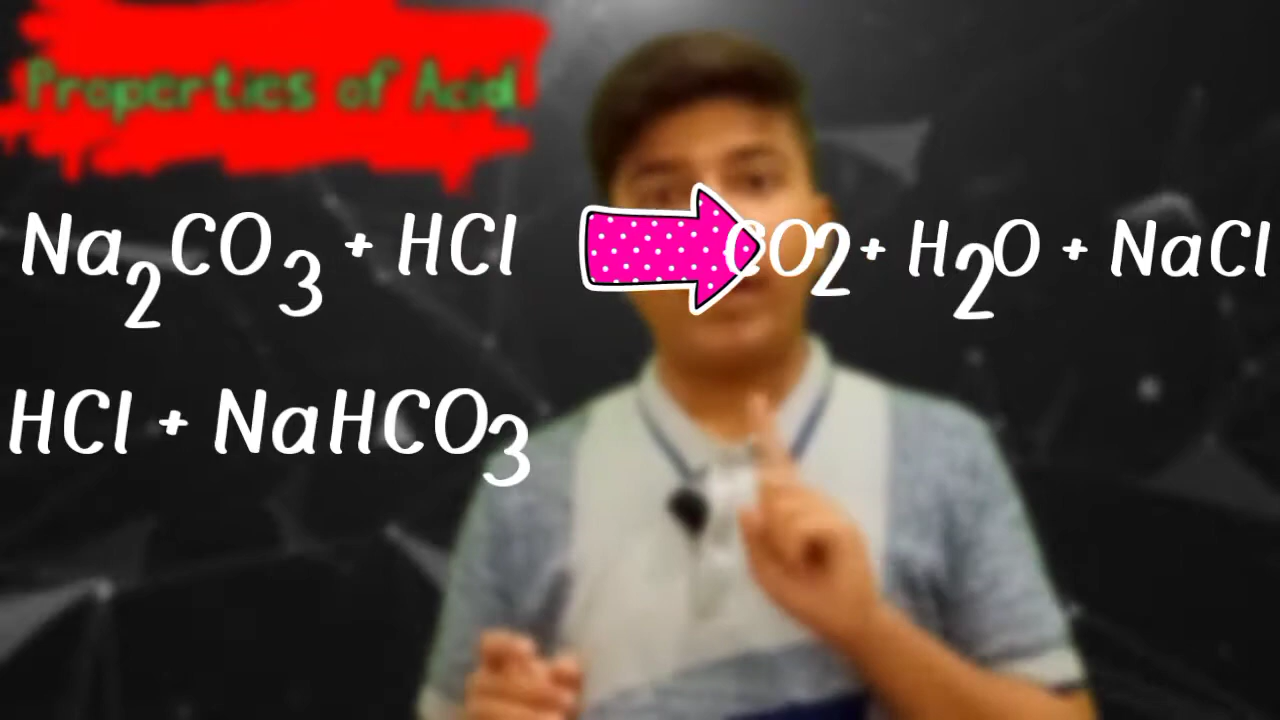 Properties of Acid
Na₂CO₃ + HCl CO₂ + H₂O + NaCl
HCl + NaHCO₃